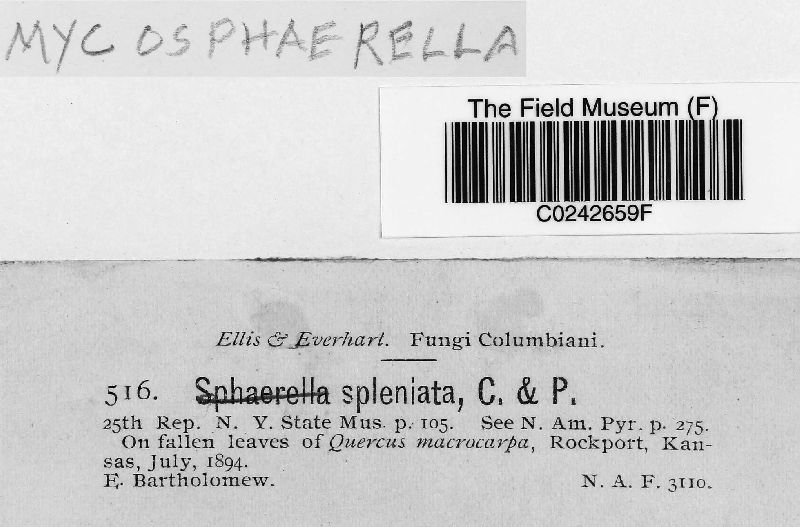 MYCOSPHAERELLA
The Field Museum (F)
C0242659F
Ellis & Everhart. Fungi Columbiani.
516. Sphaerella spleniata, C. & P.
25th Rep. N. Y. State Mus. p. 105. See N. Am. Pyr. p. 275.
On fallen leaves of Quercus macrocarpa, Rockport, Kan-
sas, July, 1894.
E. Bartholomew. N. A. F. 3110.